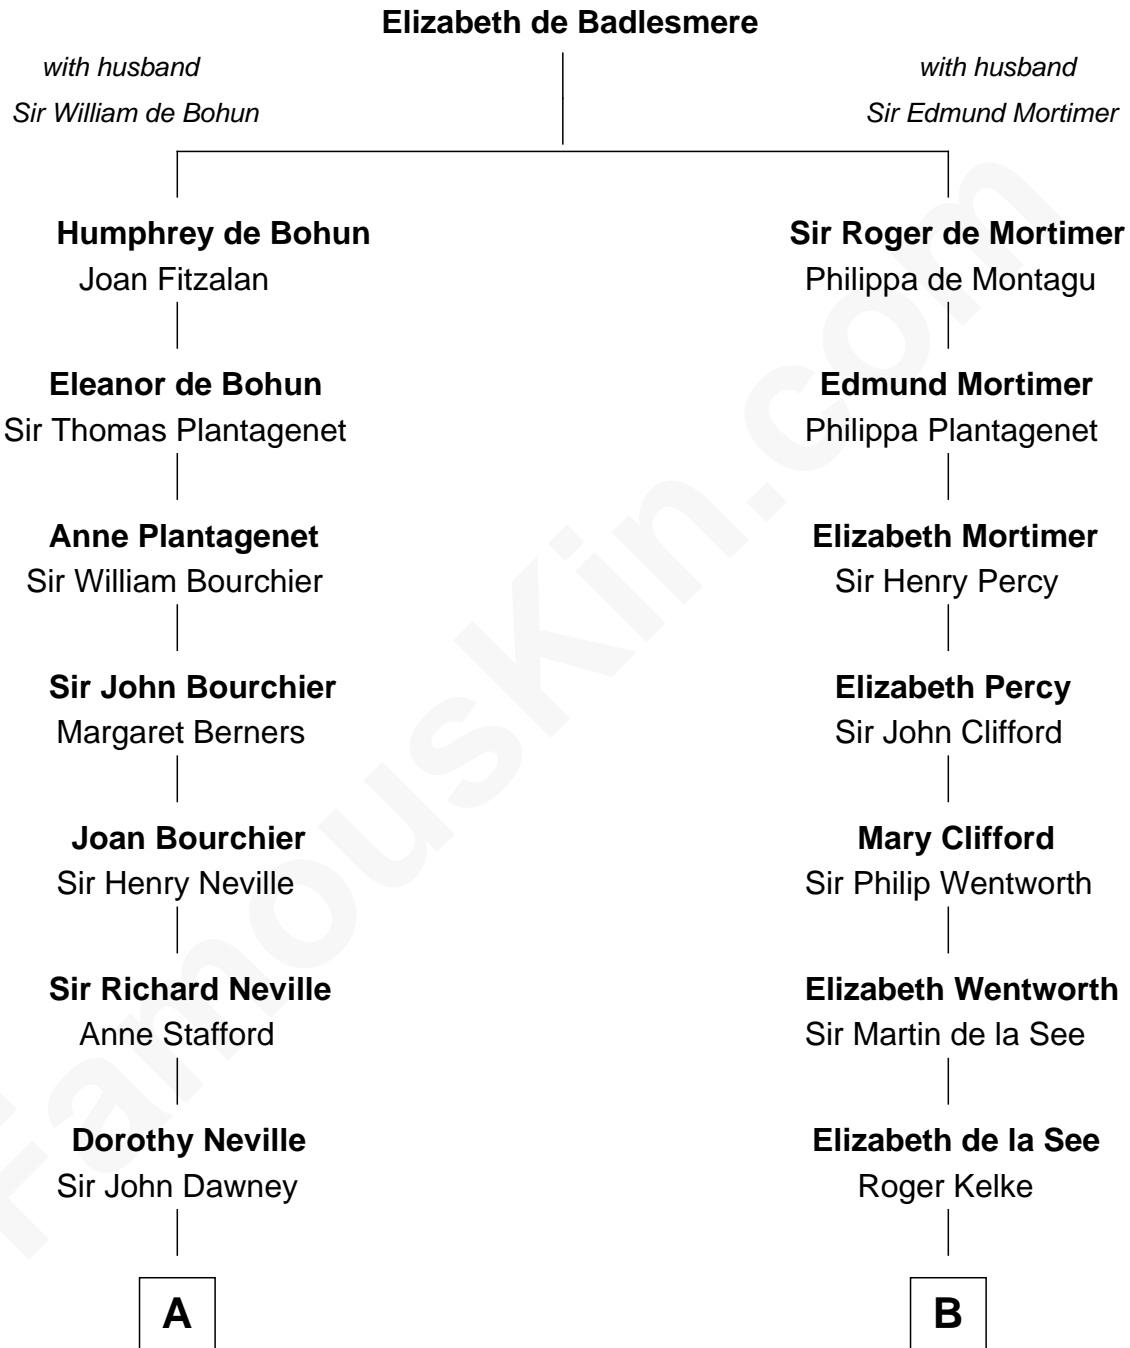 Elizabeth de Badlesmere
with husband
Sir William de Bohun
with husband
Sir Edmund Mortimer
Humphrey de Bohun
Joan Fitzalan
Sir Roger de Mortimer
Philippa de Montagu
Eleanor de Bohun
Sir Thomas Plantagenet
Edmund Mortimer
Philippa Plantagenet
Anne Plantagenet
Sir William Bourchier
Elizabeth Mortimer
Sir Henry Percy
Sir John Bourchier
Margaret Berners
Elizabeth Percy
Sir John Clifford
Joan Bourchier
Sir Henry Neville
Mary Clifford
Sir Philip Wentworth
Sir Richard Neville
Anne Stafford
Elizabeth Wentworth
Sir Martin de la See
Dorothy Neville
Sir John Dawney
Elizabeth de la See
Roger Kelke
A
B
FamousKin.com